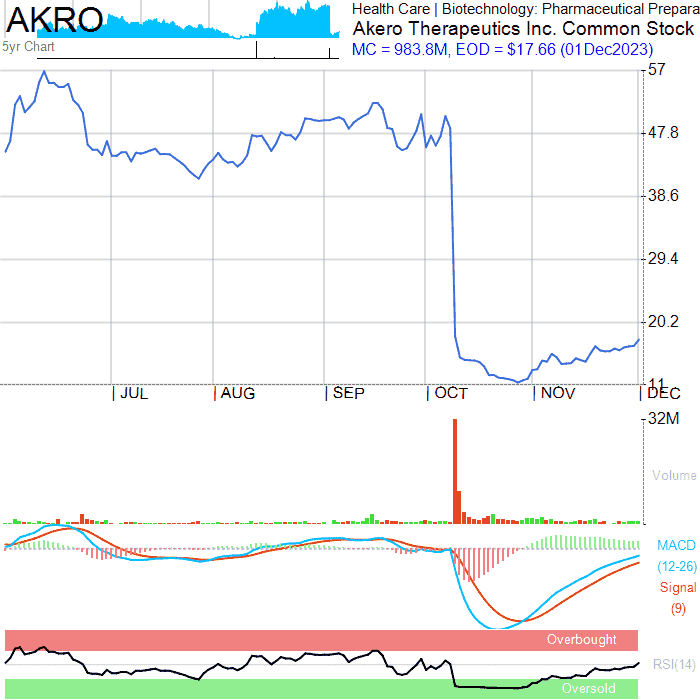 AKRO
5yr Chart
Health Care | Biotechnology: Pharmaceutical Prepara
Akero Therapeutics Inc. Common Stock
MC = 983.8M, EOD = $17.66 (01Dec2023)
57
47.8
38.6
29.4
20.2
11
JUL
AUG
SEP
OCT
NOV
DEC
32M
Volume
MACD
(12-26)
Signal
(9)
Overbought
RSI(14)
Oversold